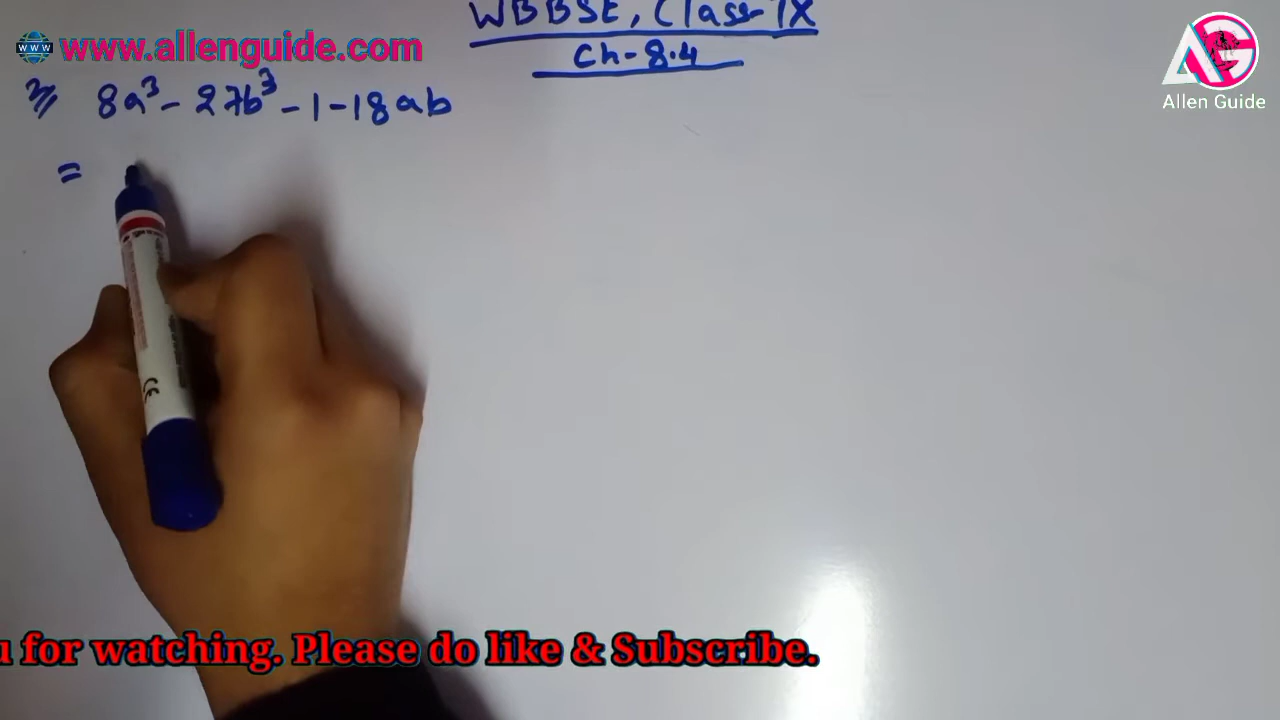 WBBSE, Class IX
www.allenguide.com
Ch-8.4
Allen Guide
8a³ - 27b³ - 1 - 18ab
=
CE
for watching. Please do like & Subscribe.